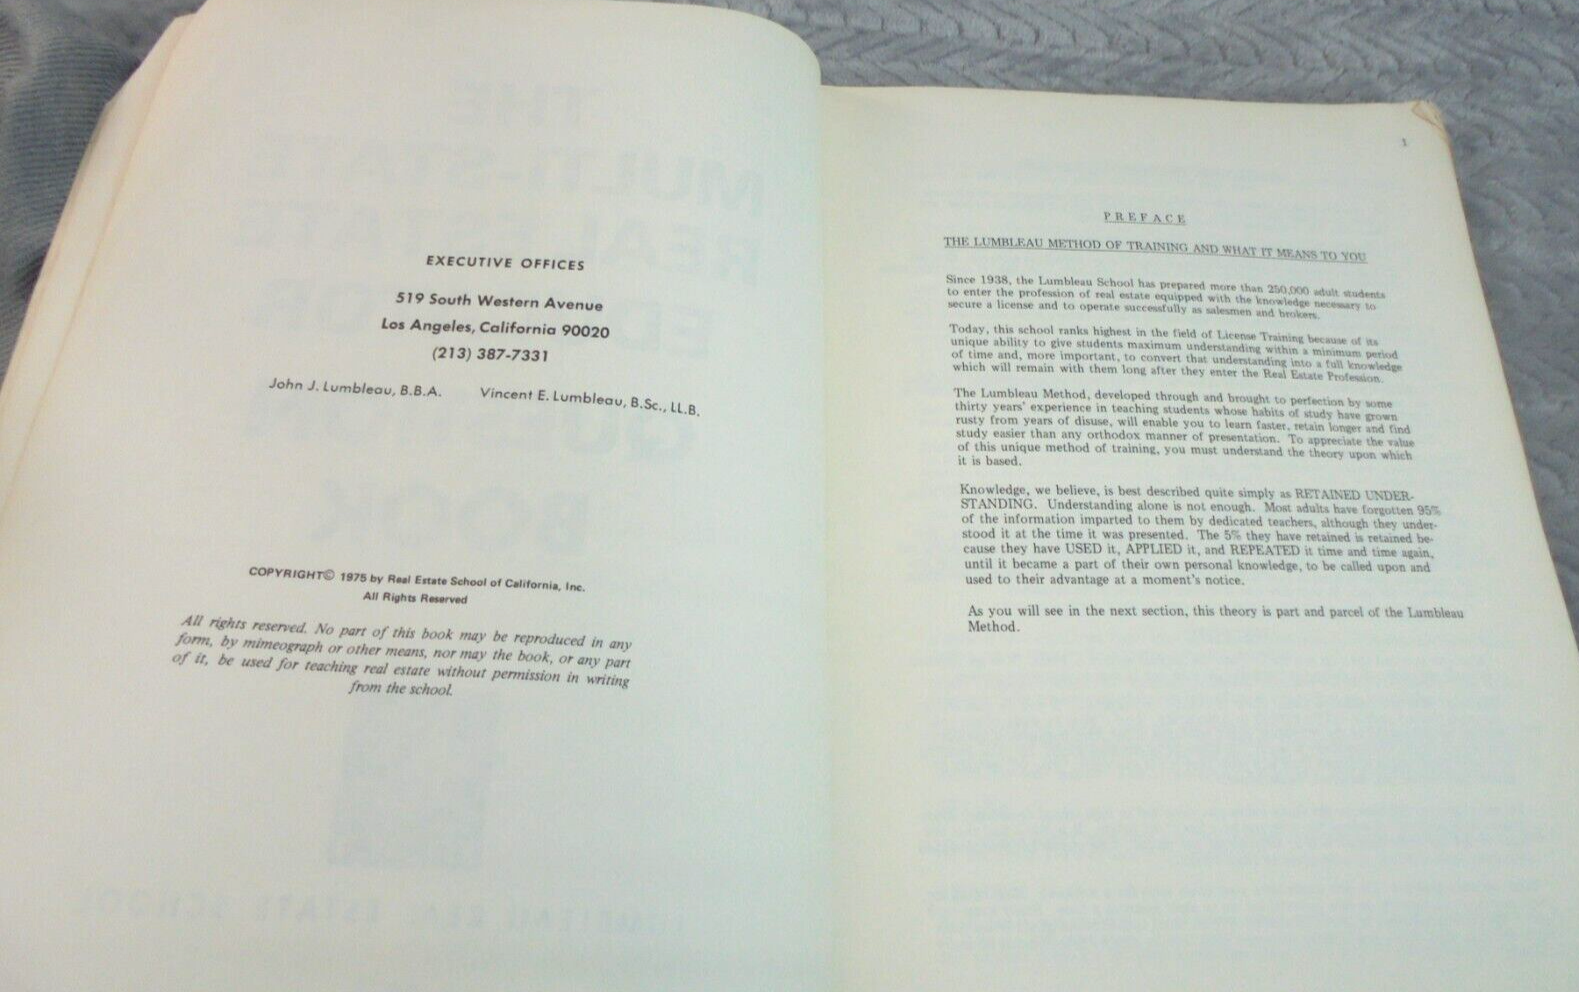 EXECUTIVE OFFICES
519 South Western Avenue
Los Angeles, California 90020
(213) 387-7331
John J. Lumbleau, B.B.A. Vincent E. Lumbleau, B.Sc., LL.B.
COPYRIGHT© 1975 by Real Estate School of California, Inc.
All Rights Reserved
All rights reserved. No part of this book may be reproduced in any
form, by mimeograph or other means, nor may the book, or any part
of it, be used for teaching real estate without permission in writing
from the school.
1
PREFACE
THE LUMBLEAU METHOD OF TRAINING AND WHAT IT MEANS TO YOU
Since 1938, the Lumbleau School has prepared more than 250,000 adult students
to enter the profession of real estate equipped with the knowledge necessary to
secure a license and to operate successfully as salesmen and brokers.
Today, this school ranks highest in the field of License Training because of its
unique ability to give students maximum understanding within a minimum period
of time and, more important, to convert that understanding into a full knowledge
which will remain with them long after they enter the Real Estate Profession.
The Lumbleau Method, developed through and brought to perfection by some
thirty years' experience in teaching students whose habits of study have grown
rusty from years of disuse, will enable you to learn faster, retain longer and find
study easier than any orthodox manner of presentation. To appreciate the value
of this unique method of training, you must understand the theory upon which
it is based.
Knowledge, we believe, is best described quite simply as RETAINED UNDER-
STANDING. Understanding alone is not enough. Most adults have forgotten 95%
of the information imparted to them by dedicated teachers, although they under-
stood it at the time it was presented. The 5% they have retained is retained be-
cause they have USED it, APPLIED it, and REPEATED it time and time again,
until it became a part of their own personal knowledge, to be called upon and
used to their advantage at a moment's notice.
As you will see in the next section, this theory is part and parcel of the Lumbleau
Method.